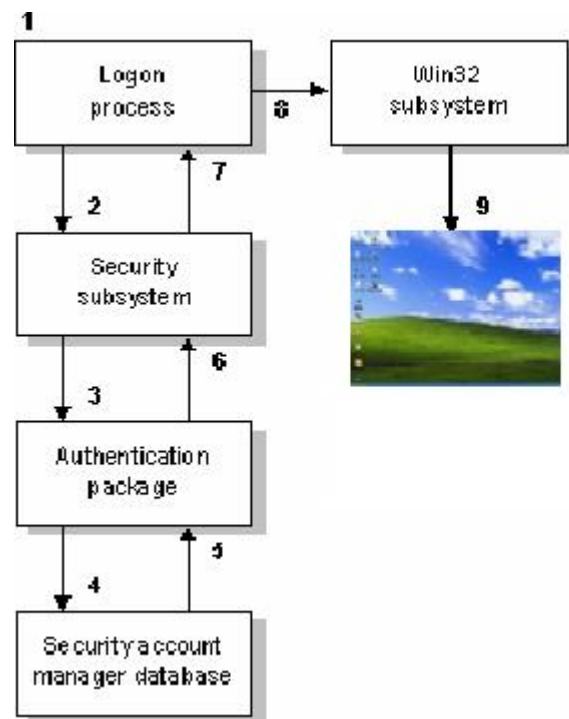 1
Logon
process
8
Win32
subsystem
2
7
9
Security
subsystem
3
6
Authentication
package
4
5
Security account
manager database